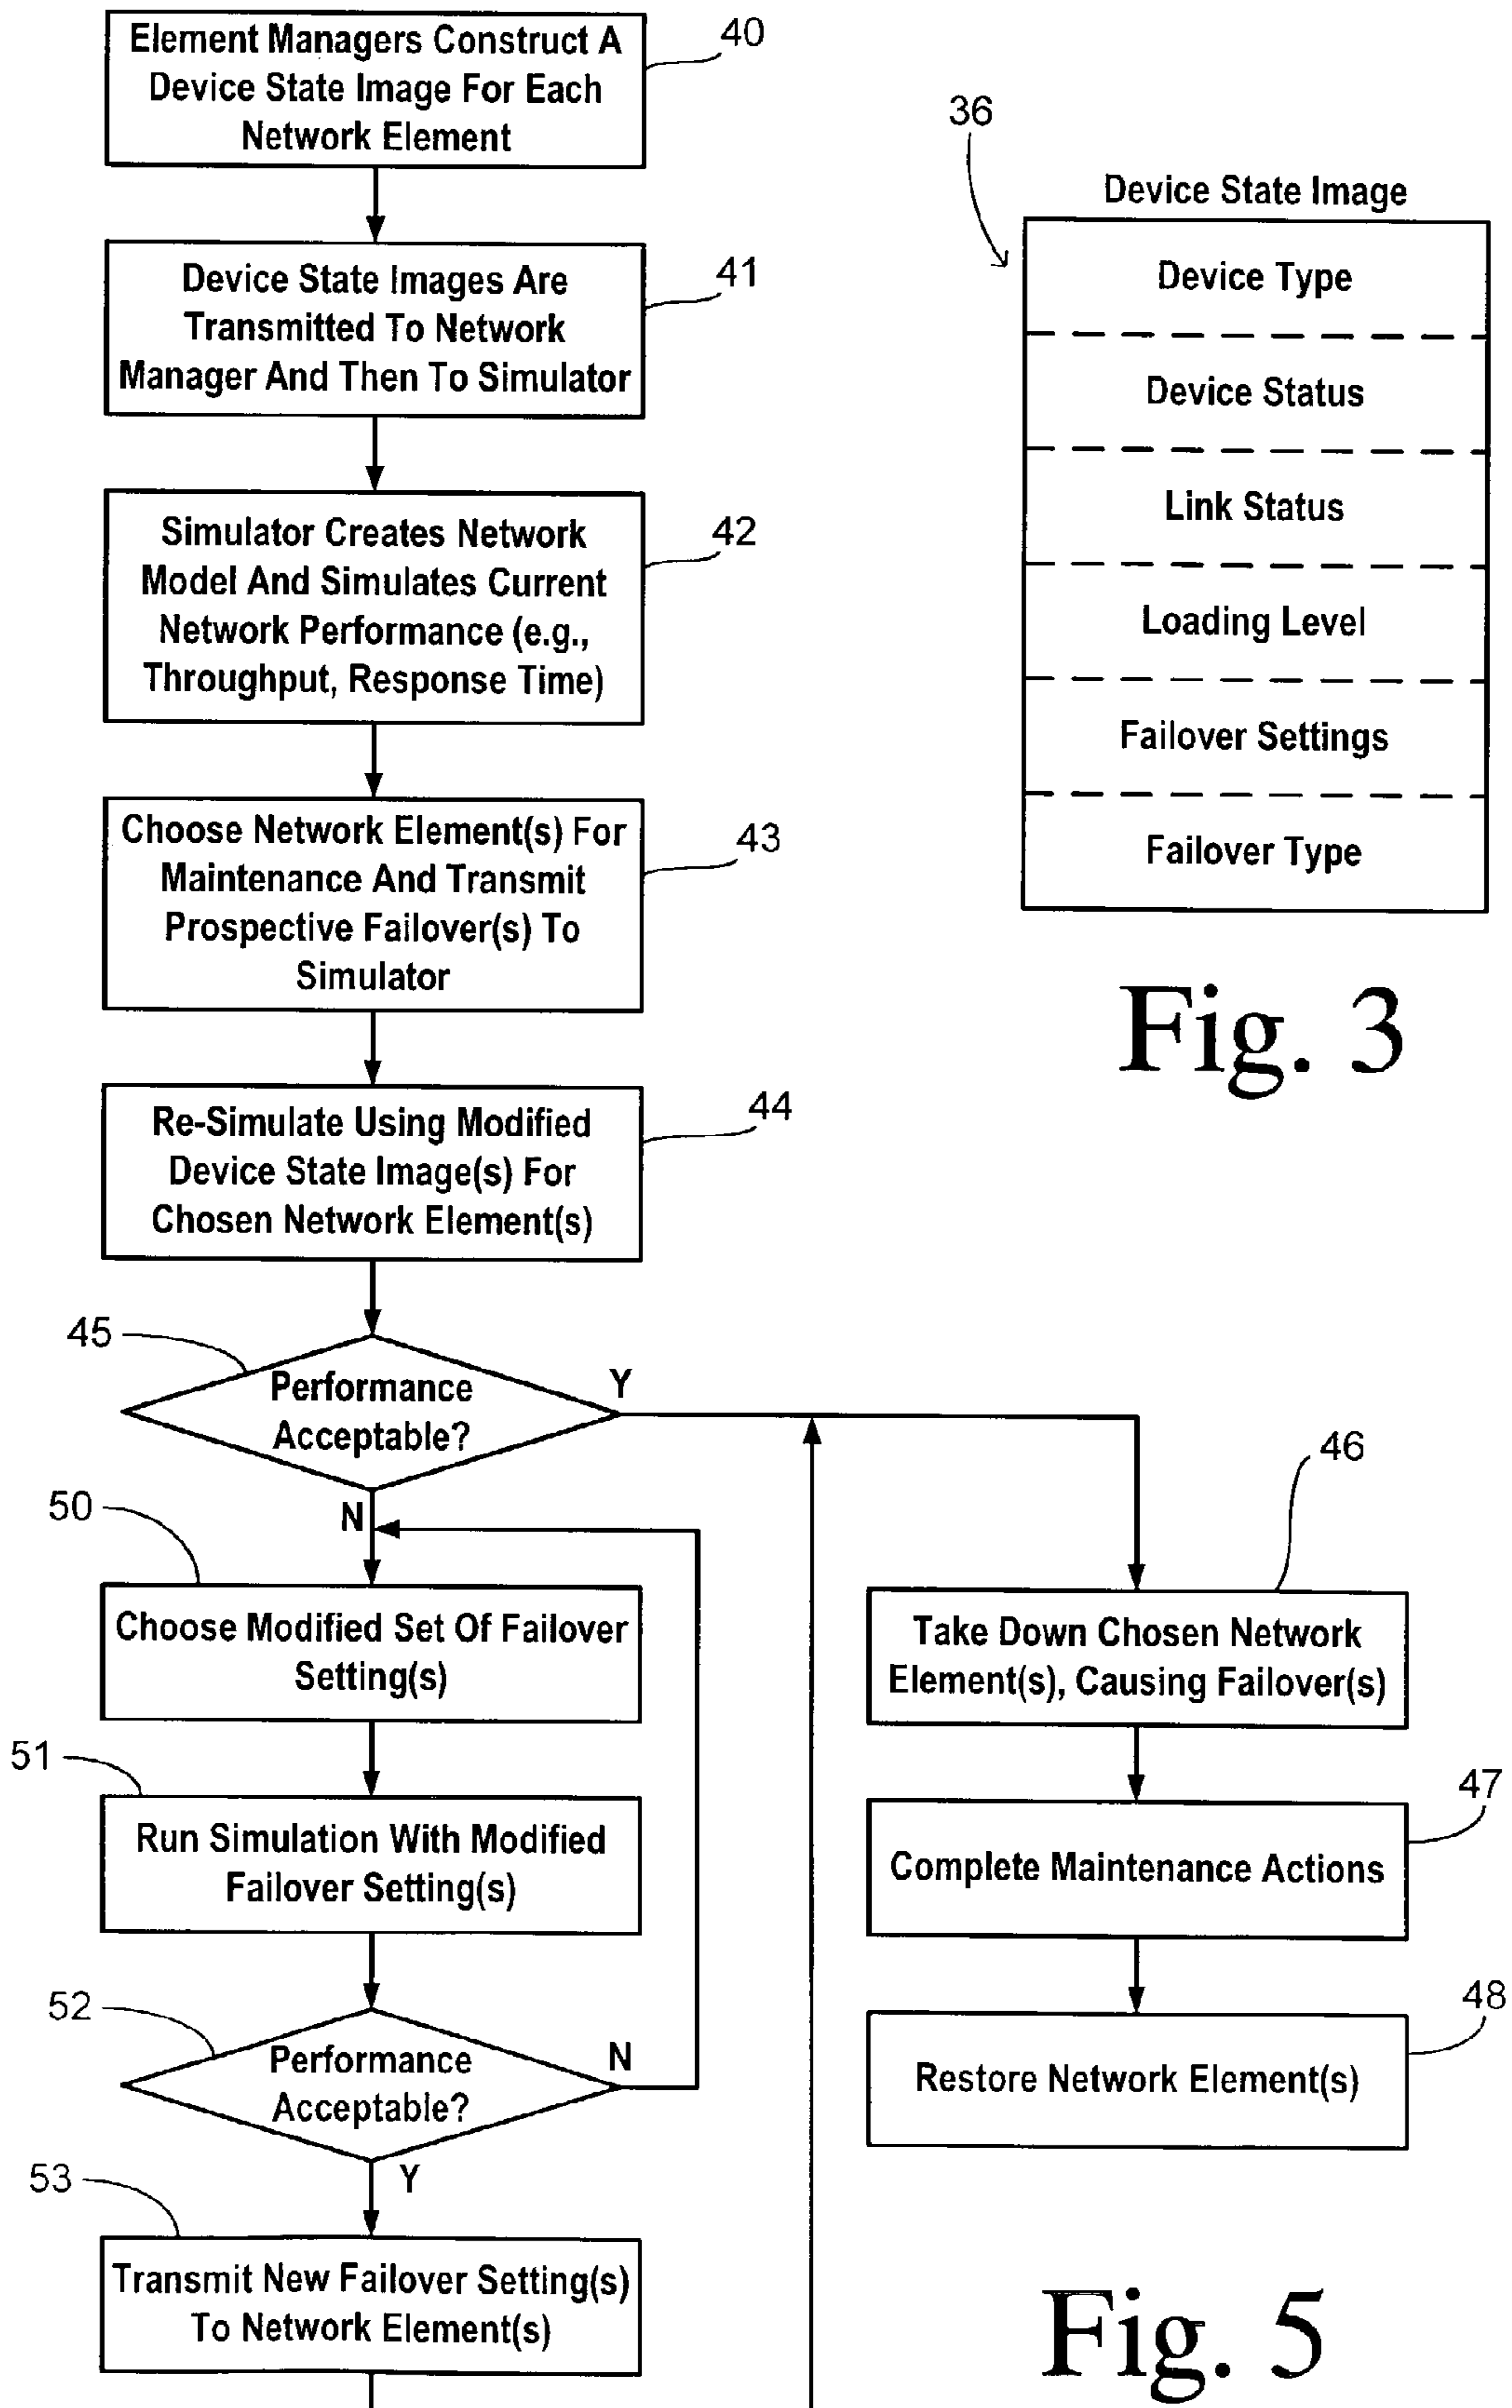 Element Managers Construct A
Device State Image For Each
Network Element
40
Device State Images Are
Transmitted To Network
Manager And Then To Simulator
41
Simulator Creates Network
Model And Simulates Current
Network Performance (e.g.,
Throughput, Response Time)
42
Choose Network Element(s) For
Maintenance And Transmit
Prospective Failover(s) To
Simulator
43
Re-Simulate Using Modified
Device State Image(s) For
Chosen Network Element(s)
44
45
Performance
Acceptable?
Y
N
50
Choose Modified Set Of Failover
Setting(s)
51
Run Simulation With Modified
Failover Setting(s)
52
Performance
Acceptable?
N
Y
53
Transmit New Failover Setting(s)
To Network Element(s)
46
Take Down Chosen Network
Element(s), Causing Failover(s)
47
Complete Maintenance Actions
48
Restore Network Element(s)
Fig. 5
36
Device State Image
Device Type
Device Status
Link Status
Loading Level
Failover Settings
Failover Type
Fig. 3